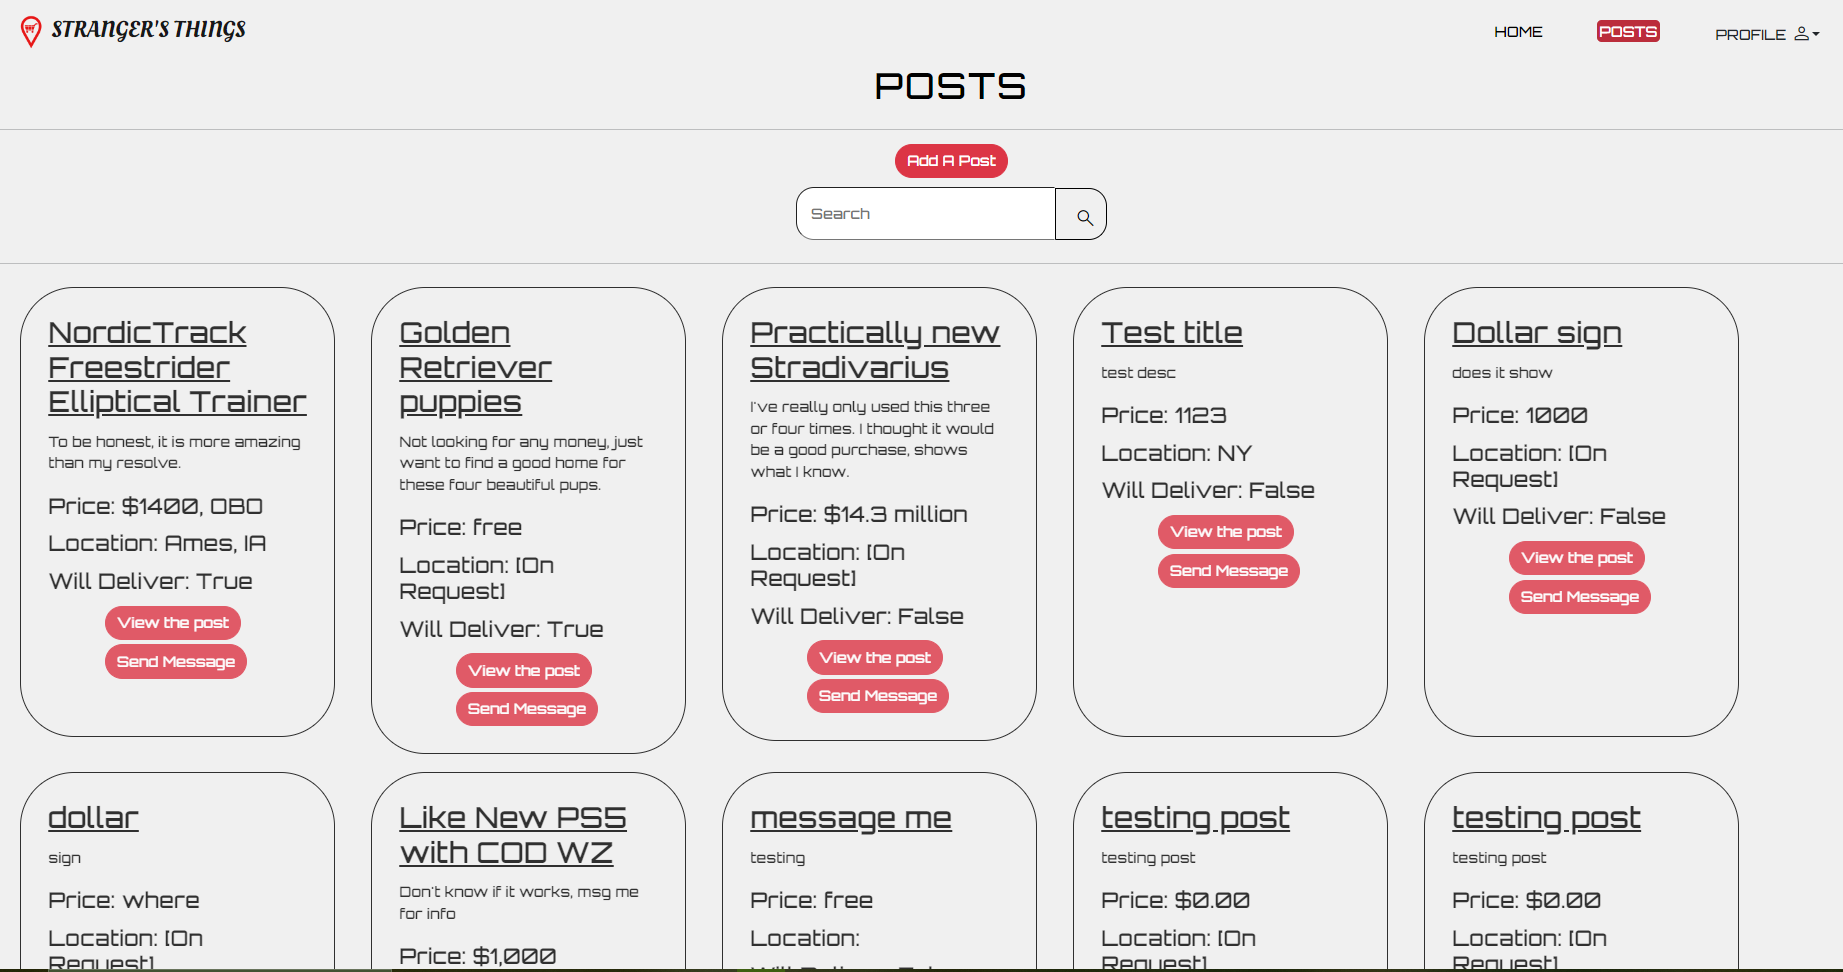 STRANGER'S THINGS
HOME
POSTS
PROFILE
POSTS
Add A Post
Search
NordicTrack
Freestrider
Elliptical Trainer
To be honest, it is more amazing
than my resolve.
Price: $1400, OBO
Location: Ames, IA
Will Deliver: True
View the post
Send Message
Golden
Retriever
puppies
Not looking for any money, just
want to find a good home for
these four beautiful pups.
Price: free
Location: [On
Request]
Will Deliver: True
View the post
Send Message
Practically new
Stradivarius
I've really only used this three
or four times. I thought it would
be a good purchase, shows
what I know.
Price: $14.3 million
Location: [On
Request]
Will Deliver: False
View the post
Send Message
Test title
test desc
Price: 1123
Location: NY
Will Deliver: False
View the post
Send Message
Dollar sign
does it show
Price: 1000
Location: [On
Request]
Will Deliver: False
View the post
Send Message
dollar
sign
Price: where
Location: [On
Request]
Like New PS5
with COD WZ
Don't know if it works, msg me
for info
Price: $1,000
message me
testing
Price: free
Location:
testing post
testing post
Price: $0.00
Location: [On
Request]
testing post
testing post
Price: $0.00
Location: [On
Request]